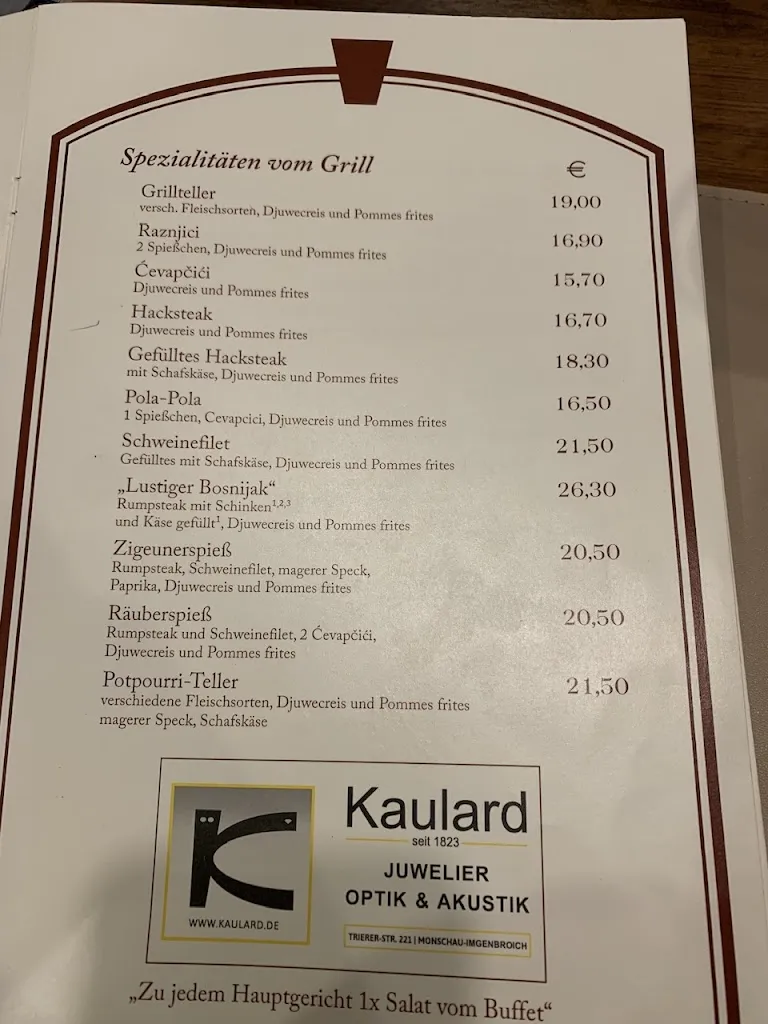 Spezialitäten vom Grill €
Grillteller 19,00
versch. Fleischsorten, Djuwecreis und Pommes frites
Raznjici 16,90
2 Spießchen, Djuwecreis und Pommes frites
Ćevapčići 15,70
Djuwecreis und Pommes frites
Hacksteak 16,70
Djuwecreis und Pommes frites
Gefülltes Hacksteak 18,30
mit Schafskäse, Djuwecreis und Pommes frites
Pola-Pola 16,50
1 Spießchen, Cevapcici, Djuwecreis und Pommes frites
Schweinefilet 21,50
Gefülltes mit Schafskäse, Djuwecreis und Pommes frites
„Lustiger Bosnijak“ 26,30
Rumpsteak mit Schinken¹,²,³
und Käse gefüllt¹, Djuwecreis und Pommes frites
Zigeunerspieß 20,50
Rumpsteak, Schweinefilet, magerer Speck,
Paprika, Djuwecreis und Pommes frites
Räuberspieß 20,50
Rumpsteak und Schweinefilet, 2 Ćevapčići,
Djuwecreis und Pommes frites
Potpourri-Teller 21,50
verschiedene Fleischsorten, Djuwecreis und Pommes frites
magerer Speck, Schafskäse
K
WWW.KAULARD.DE
Kaulard
seit 1823
JUWELIER
OPTIK & AKUSTIK
TRIERER-STR. 221 | MONSCHAU-IMGENBROICH
„Zu jedem Hauptgericht 1x Salat vom Buffet“